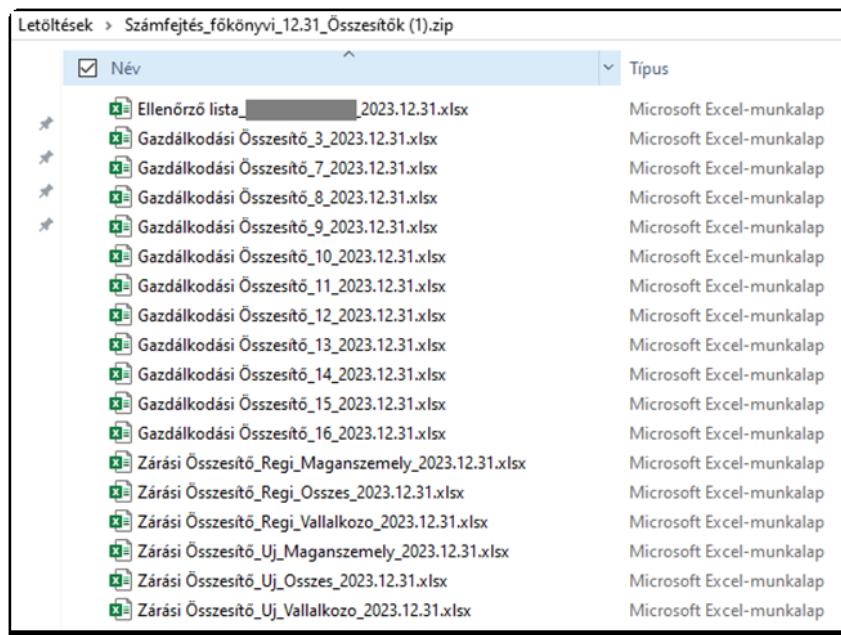 Letöltések > Számfejtés_főkönyvi_12.31_Összesítők (1).zip
Név Típus
Ellenőrző lista_ _2023.12.31.xlsx Microsoft Excel-munkalap
Gazdálkodási Összesítő_3_2023.12.31.xlsx Microsoft Excel-munkalap
Gazdálkodási Összesítő_7_2023.12.31.xlsx Microsoft Excel-munkalap
Gazdálkodási Összesítő_8_2023.12.31.xlsx Microsoft Excel-munkalap
Gazdálkodási Összesítő_9_2023.12.31.xlsx Microsoft Excel-munkalap
Gazdálkodási Összesítő_10_2023.12.31.xlsx Microsoft Excel-munkalap
Gazdálkodási Összesítő_11_2023.12.31.xlsx Microsoft Excel-munkalap
Gazdálkodási Összesítő_12_2023.12.31.xlsx Microsoft Excel-munkalap
Gazdálkodási Összesítő_13_2023.12.31.xlsx Microsoft Excel-munkalap
Gazdálkodási Összesítő_14_2023.12.31.xlsx Microsoft Excel-munkalap
Gazdálkodási Összesítő_15_2023.12.31.xlsx Microsoft Excel-munkalap
Gazdálkodási Összesítő_16_2023.12.31.xlsx Microsoft Excel-munkalap
Zárási Összesítő_Regi_Maganszemely_2023.12.31.xlsx Microsoft Excel-munkalap
Zárási Összesítő_Regi_Osszes_2023.12.31.xlsx Microsoft Excel-munkalap
Zárási Összesítő_Regi_Vallalkozo_2023.12.31.xlsx Microsoft Excel-munkalap
Zárási Összesítő_Uj_Maganszemely_2023.12.31.xlsx Microsoft Excel-munkalap
Zárási Összesítő_Uj_Osszes_2023.12.31.xlsx Microsoft Excel-munkalap
Zárási Összesítő_Uj_Vallalkozo_2023.12.31.xlsx Microsoft Excel-munkalap